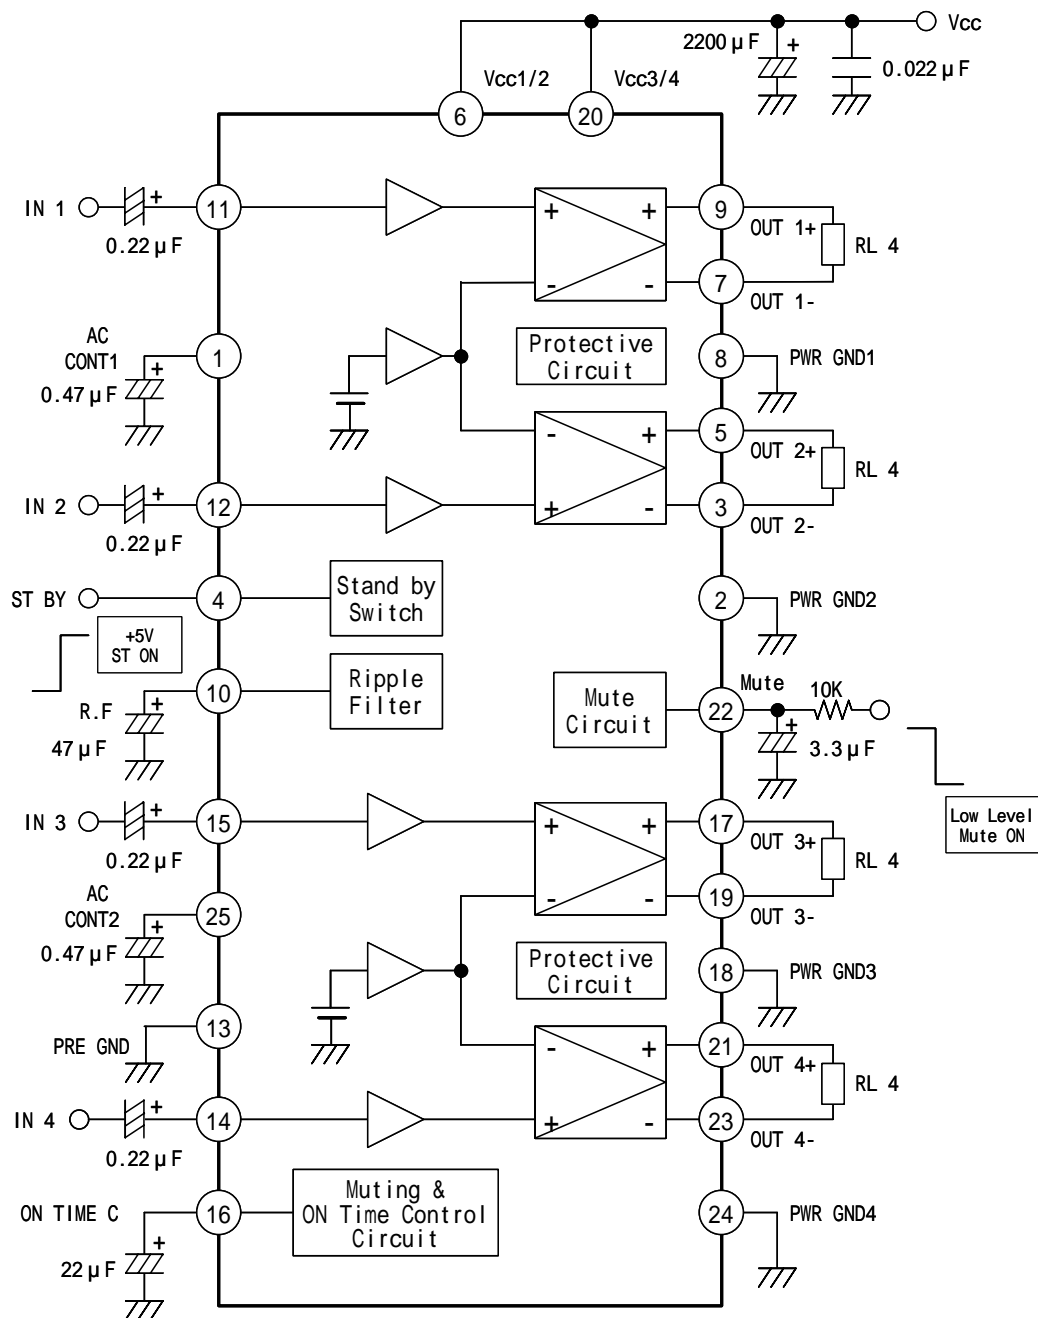 Vcc
2200μF +
0.022μF
Vcc1/2
Vcc3/4
6
20
IN 1
+
0.22μF
11
+ +
- -
9
OUT 1+
RL 4
7
OUT 1-
AC
CONT1
+
0.47μF
1
Protective
Circuit
8
PWR GND1
- +
+ -
5
OUT 2+
RL 4
IN 2
+
0.22μF
12
3
OUT 2-
ST BY
4
Stand by
Switch
2
PWR GND2
+5V
ST ON
10
R.F
+
47μF
Ripple
Filter
Mute
Circuit
22
Mute
10K
+
3.3μF
Low Level
Mute ON
IN 3
+
0.22μF
15
+ +
- -
17
OUT 3+
RL 4
19
OUT 3-
AC
CONT2
+
0.47μF
25
Protective
Circuit
18
PWR GND3
PRE GND
13
- +
+ -
21
OUT 4+
RL 4
IN 4
+
0.22μF
14
23
OUT 4-
ON TIME C
16
+
22μF
Muting &
ON Time Control
Circuit
24
PWR GND4